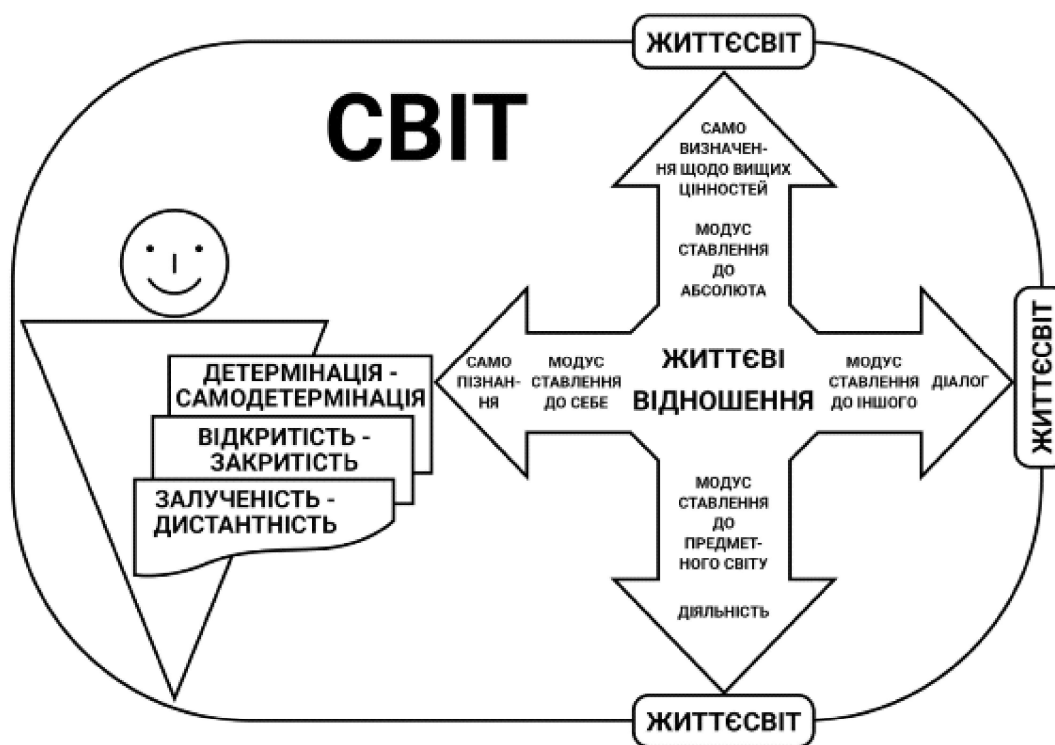 ЖИТТЄСВІТ
СВІТ
САМО
ВИЗНАЧЕН-
НЯ ЩОДО ВИЩИХ
ЦІННОСТЕЙ
МОДУС
СТАВЛЕННЯ
ДО
АБСОЛЮТА
ДЕТЕРМІНАЦІЯ -
САМОДЕТЕРМІНАЦІЯ
ВІДКРИТІСТЬ -
ЗАКРИТІСТЬ
ЗАЛУЧЕНІСТЬ -
ДИСТАНТНІСТЬ
САМО
ПІЗНАН-
НЯ
МОДУС
СТАВЛЕННЯ
ДО СЕБЕ
ЖИТТЄВІ
ВІДНОШЕННЯ
МОДУС
СТАВЛЕННЯ
ДО ІНШОГО
ДІАЛОГ
ЖИТТЄСВІТ
МОДУС
СТАВЛЕННЯ
ДО
ПРЕДМЕТ-
НОГО СВІТУ
ДІЯЛЬНІСТЬ
ЖИТТЄСВІТ